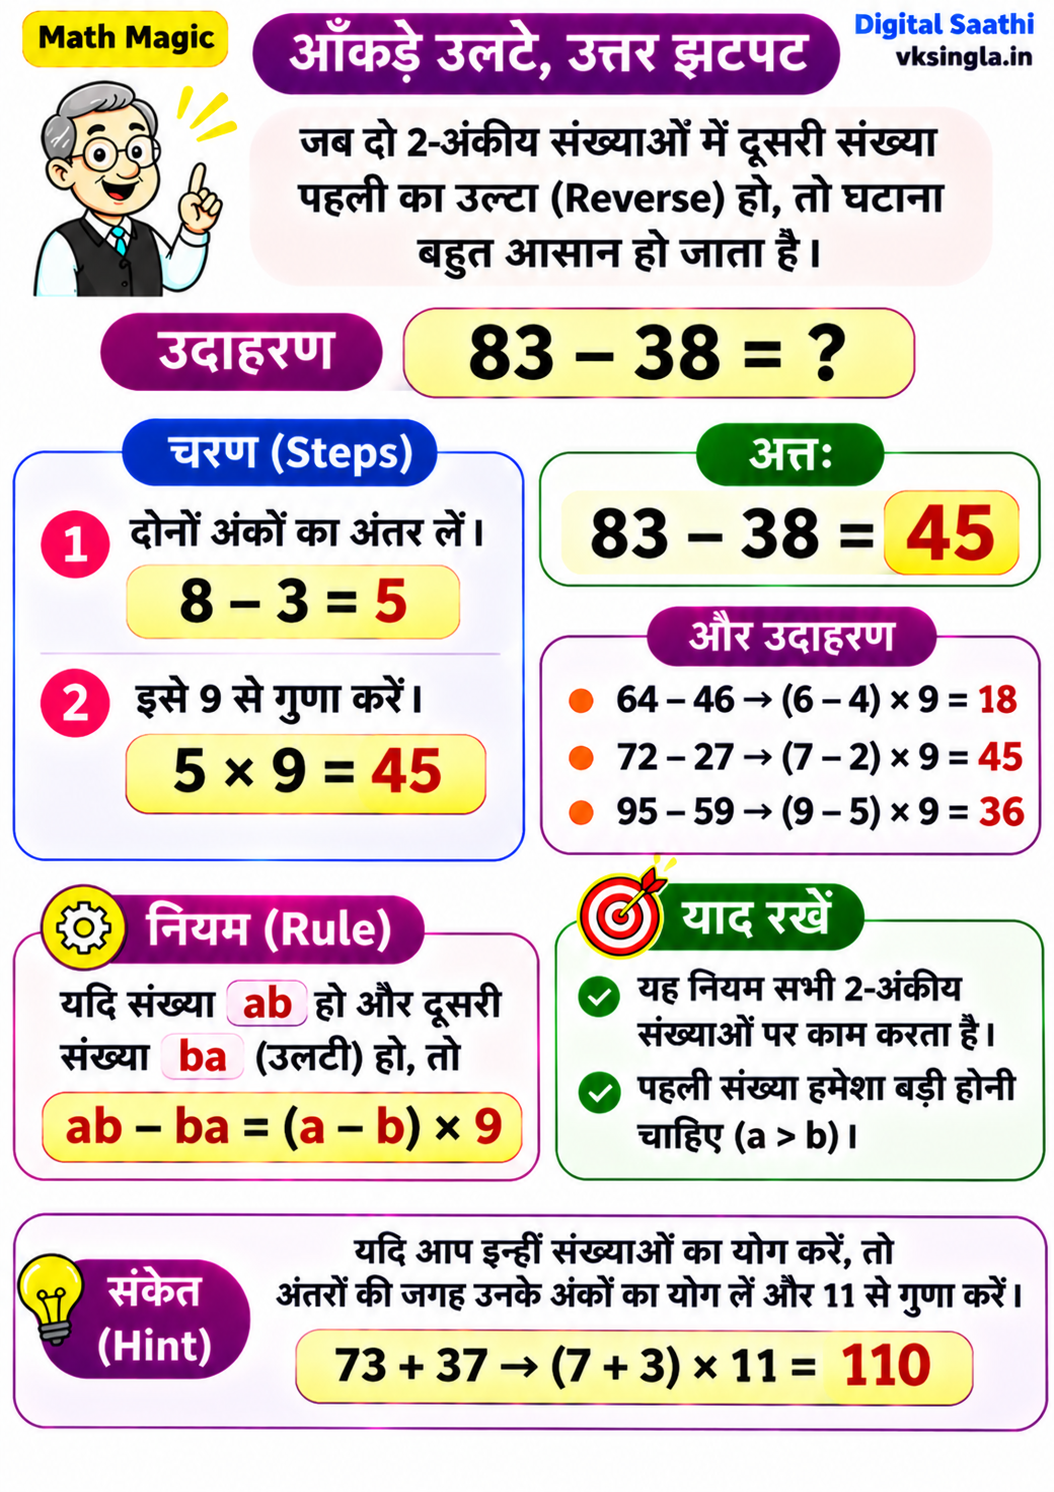 Math Magic
आँकड़े उलटे, उत्तर झटपट
Digital Saathi
vksingla.in
जब दो 2-अंकीय संख्याओं में दूसरी संख्या
पहली का उल्टा (Reverse) हो, तो घटाना
बहुत आसान हो जाता है।
उदाहरण
83 – 38 = ?
चरण (Steps)
1
दोनों अंकों का अंतर लें।
8 – 3 = 5
2
इसे 9 से गुणा करें।
5 × 9 = 45
अत्तः
83 – 38 = 45
और उदाहरण
64 – 46 → (6 – 4) × 9 = 18
72 – 27 → (7 – 2) × 9 = 45
95 – 59 → (9 – 5) × 9 = 36
नियम (Rule)
यदि संख्या ab हो और दूसरी
संख्या ba (उलटी) हो, तो
ab – ba = (a – b) × 9
याद रखें
यह नियम सभी 2-अंकीय
संख्याओं पर काम करता है।
पहली संख्या हमेशा बड़ी होनी
चाहिए (a > b)।
संकेत
(Hint)
यदि आप इन्हीं संख्याओं का योग करें, तो
अंतरों की जगह उनके अंकों का योग लें और 11 से गुणा करें।
73 + 37 → (7 + 3) × 11 = 110